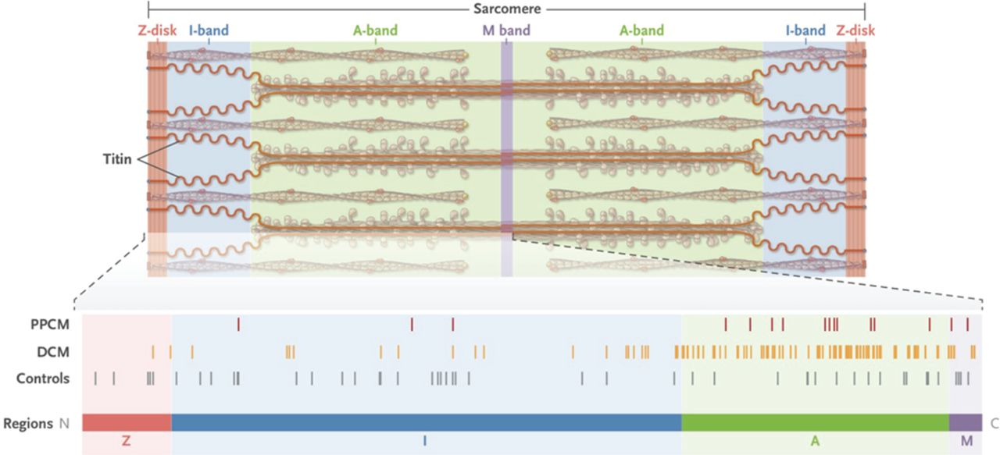 Sarcomere
Z-disk I-band A-band M band A-band I-band Z-disk
Titin
PPCM
DCM
Controls
Regions N C
Z I A M